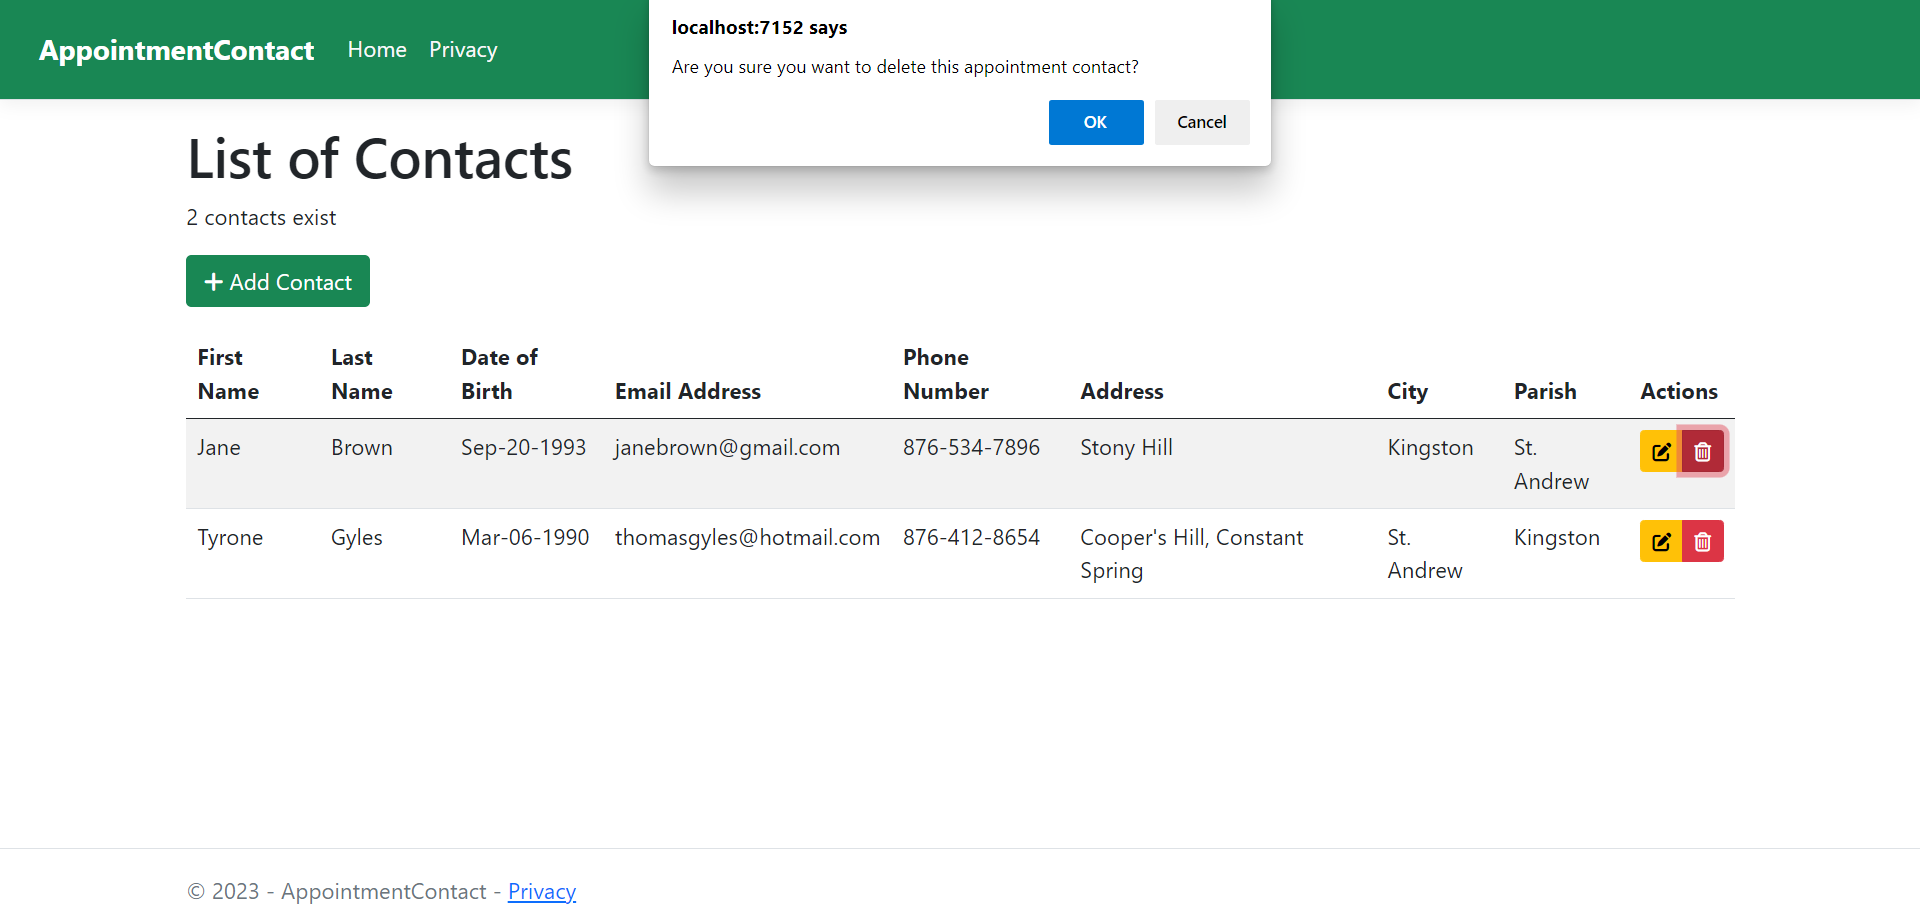 AppointmentContact Home Privacy
localhost:7152 says
Are you sure you want to delete this appointment contact?
OK Cancel
List of Contacts
2 contacts exist
Add Contact
First Name Last Name Date of Birth Email Address Phone Number Address City Parish Actions
Jane Brown Sep-20-1993 janebrown@gmail.com 876-534-7896 Stony Hill Kingston St. Andrew
Tyrone Gyles Mar-06-1990 thomasgyles@hotmail.com 876-412-8654 Cooper's Hill, Constant Spring St. Andrew Kingston
© 2023 - AppointmentContact - Privacy